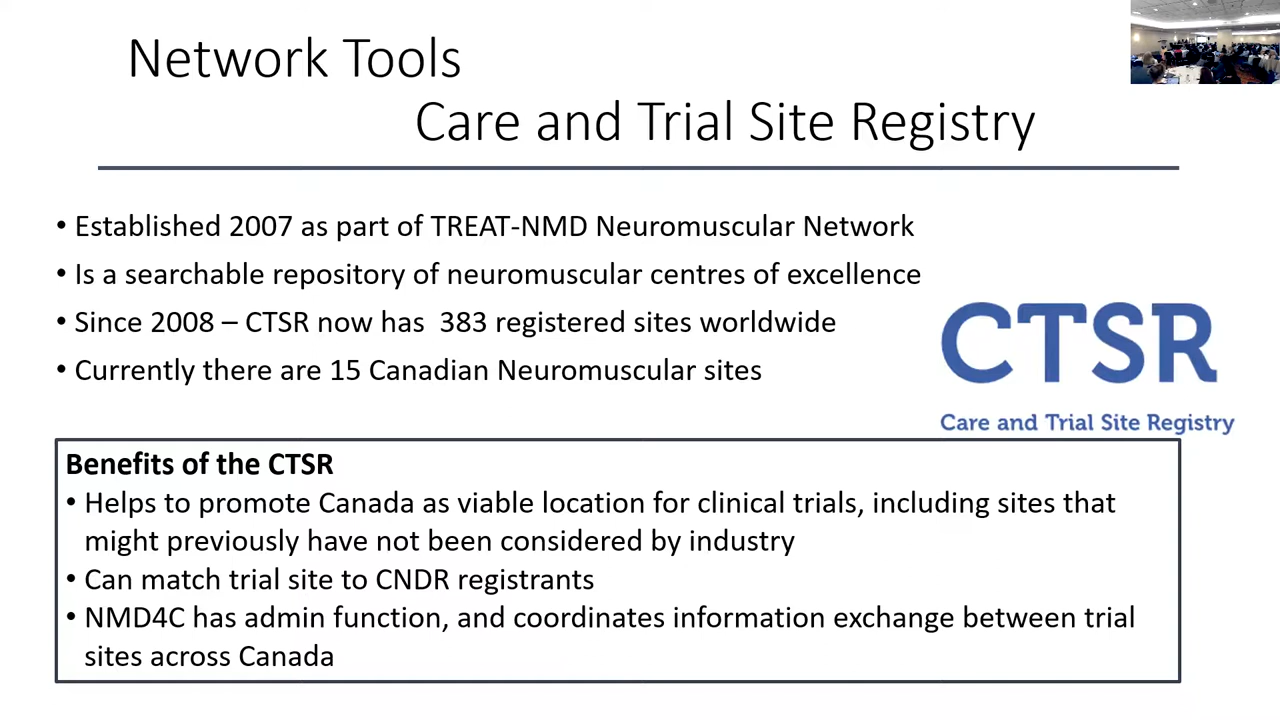 Network Tools
Care and Trial Site Registry
• Established 2007 as part of TREAT-NMD Neuromuscular Network
• Is a searchable repository of neuromuscular centres of excellence
• Since 2008 – CTSR now has 383 registered sites worldwide
• Currently there are 15 Canadian Neuromuscular sites
CTSR
Care and Trial Site Registry
Benefits of the CTSR
• Helps to promote Canada as viable location for clinical trials, including sites that
might previously have not been considered by industry
• Can match trial site to CNDR registrants
• NMD4C has admin function, and coordinates information exchange between trial
sites across Canada